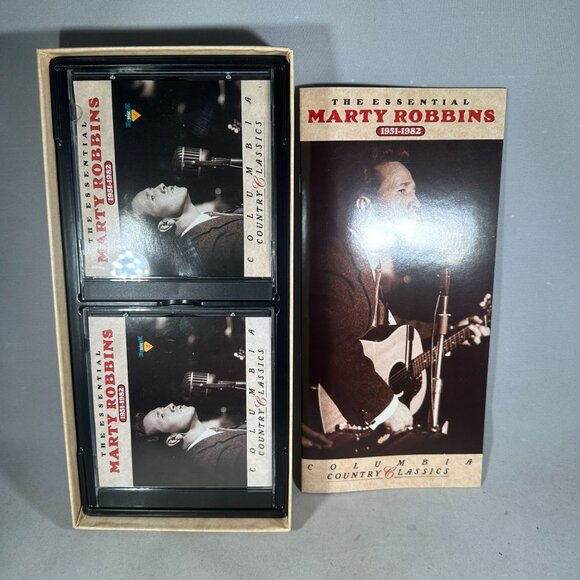 THE ESSENTIAL
MARTY ROBBINS
1951-1982
COLUMBIA
COUNTRY CLASSICS
THE ESSENTIAL
MARTY ROBBINS
1951-1982
COLUMBIA
COUNTRY CLASSICS
THE ESSENTIAL
MARTY ROBBINS
1951-1982
COLUMBIA
COUNTRY CLASSICS